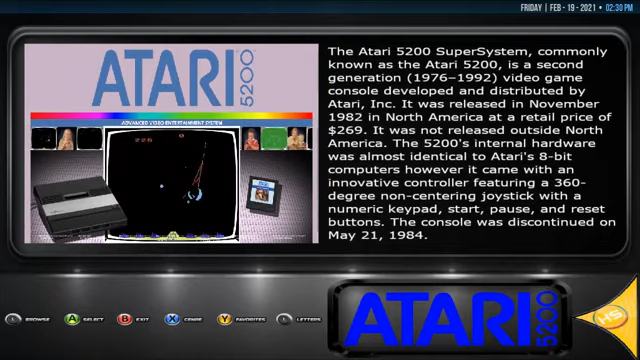 FRIDAY | FEB - 19 - 2021 | 02:30 PM
ATARI 5200
ADVANCED VIDEO ENTERTAINMENT SYSTEM
The Atari 5200 SuperSystem, commonly
known as the Atari 5200, is a second
generation (1976–1992) video game
console developed and distributed by
Atari, Inc. It was released in November
1982 in North America at a retail price of
$269. It was not released outside North
America. The 5200's internal hardware
was almost identical to Atari's 8-bit
computers however it came with an
innovative controller featuring a 360-
degree non-centering joystick with a
numeric keypad, start, pause, and reset
buttons. The console was discontinued on
May 21, 1984.
L BROWSE A SELECT B EXIT X GENRE Y FAVORITES L LETTERS
ATARI 5200
HS